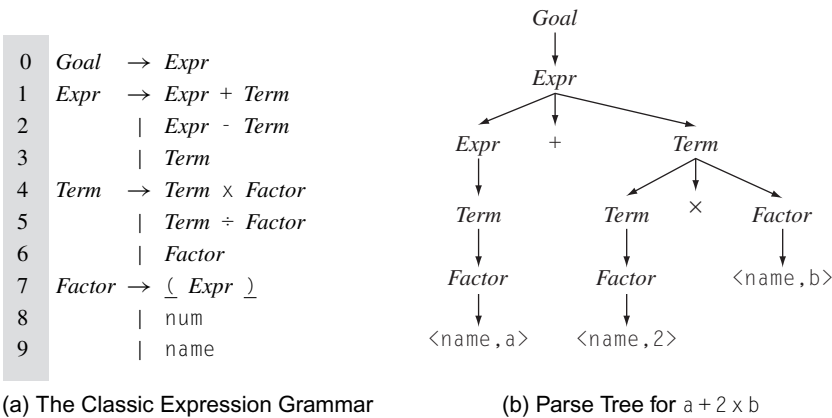 0 Goal → Expr
1 Expr → Expr + Term
2 | Expr - Term
3 | Term
4 Term → Term × Factor
5 | Term ÷ Factor
6 | Factor
7 Factor → ( Expr )
8 | num
9 | name
(a) The Classic Expression Grammar
Goal
Expr
Expr + Term
Term Term × Factor
Factor Factor <name,b>
<name,a> <name,2>
(b) Parse Tree for a + 2 x b